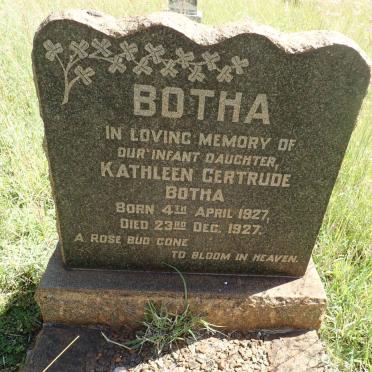 BOTHA
IN LOVING MEMORY OF
OUR INFANT DAUGHTER,
KATHLEEN GERTRUDE
BOTHA
BORN 4TH APRIL 1927,
DIED 23RD DEC. 1927.
A ROSE BUD GONE
TO BLOOM IN HEAVEN.